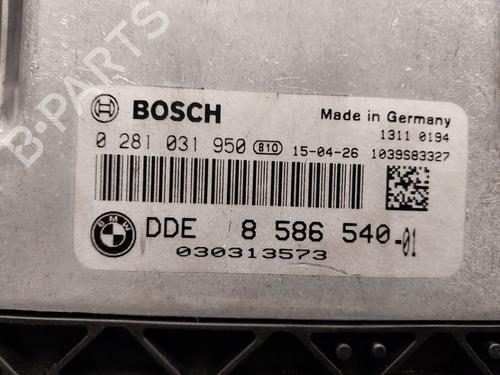 B-PARTS
BOSCH
Made in Germany
1311 0194
0 281 031 950 810 15-04-26 1039S83327
BMW
DDE 8 586 540-01
030313573